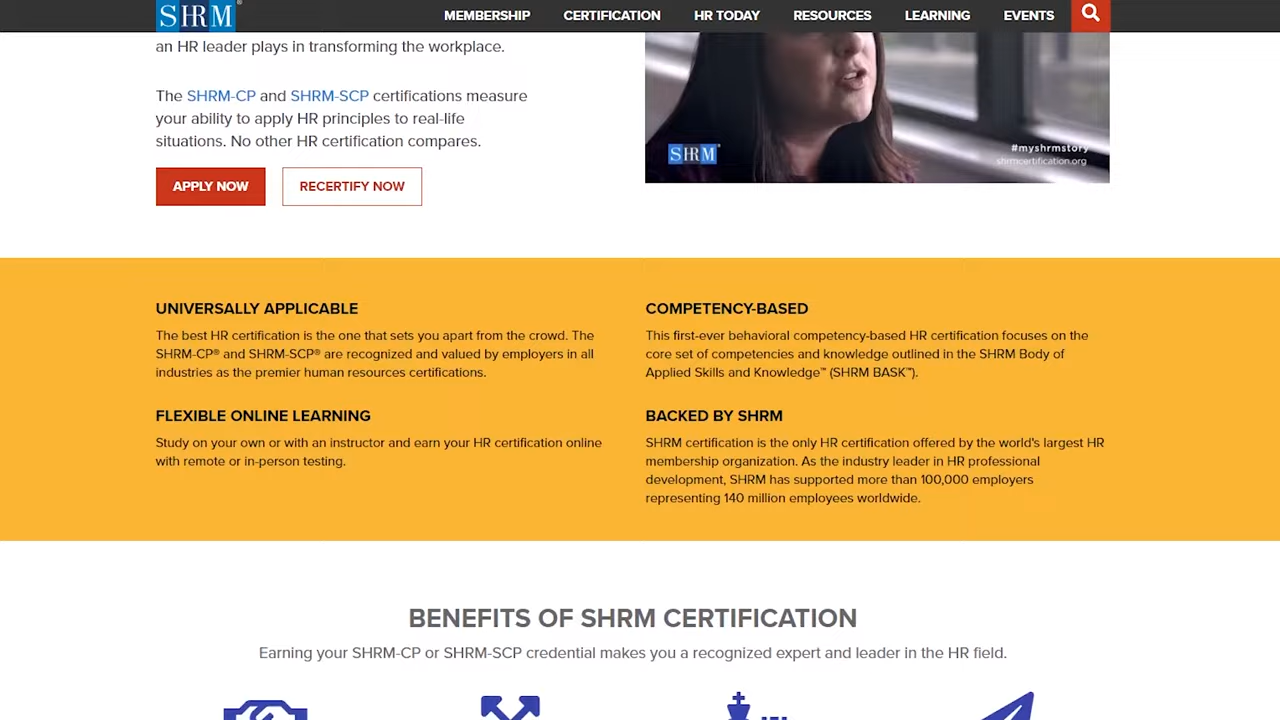 SHRM®
MEMBERSHIP CERTIFICATION HR TODAY RESOURCES LEARNING EVENTS
an HR leader plays in transforming the workplace.
The SHRM-CP and SHRM-SCP certifications measure
your ability to apply HR principles to real-life
situations. No other HR certification compares.
APPLY NOW
RECERTIFY NOW
SHRM
#myshrmstory
shrmcertification.org
UNIVERSALLY APPLICABLE
The best HR certification is the one that sets you apart from the crowd. The
SHRM-CP® and SHRM-SCP® are recognized and valued by employers in all
industries as the premier human resources certifications.
COMPETENCY-BASED
This first-ever behavioral competency-based HR certification focuses on the
core set of competencies and knowledge outlined in the SHRM Body of
Applied Skills and Knowledge™ (SHRM BASK™).
FLEXIBLE ONLINE LEARNING
Study on your own or with an instructor and earn your HR certification online
with remote or in-person testing.
BACKED BY SHRM
SHRM certification is the only HR certification offered by the world's largest HR
membership organization. As the industry leader in HR professional
development, SHRM has supported more than 100,000 employers
representing 140 million employees worldwide.
BENEFITS OF SHRM CERTIFICATION
Earning your SHRM-CP or SHRM-SCP credential makes you a recognized expert and leader in the HR field.